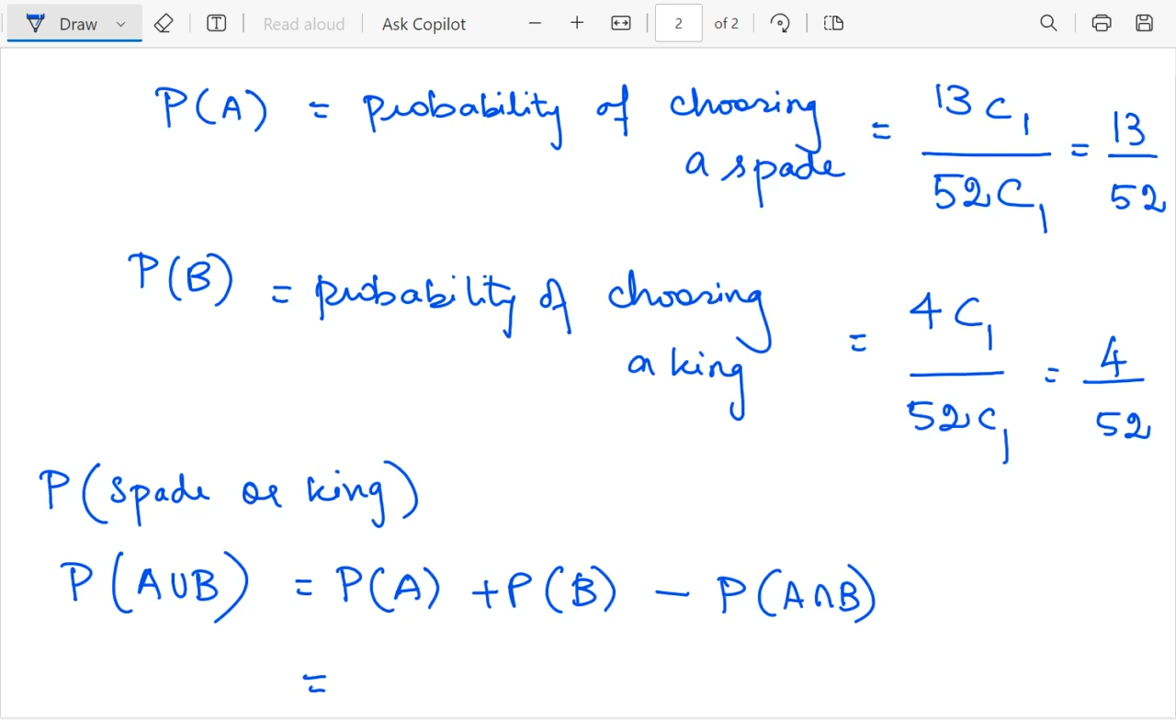 Draw Read aloud Ask Copilot 2 of 2
P(A) = probability of choosing a spade = 13C1 / 52C1 = 13 / 52
P(B) = probability of choosing a king = 4C1 / 52C1 = 4 / 52
P(spade or king)
P(A∪B) = P(A) + P(B) - P(A∩B)
=